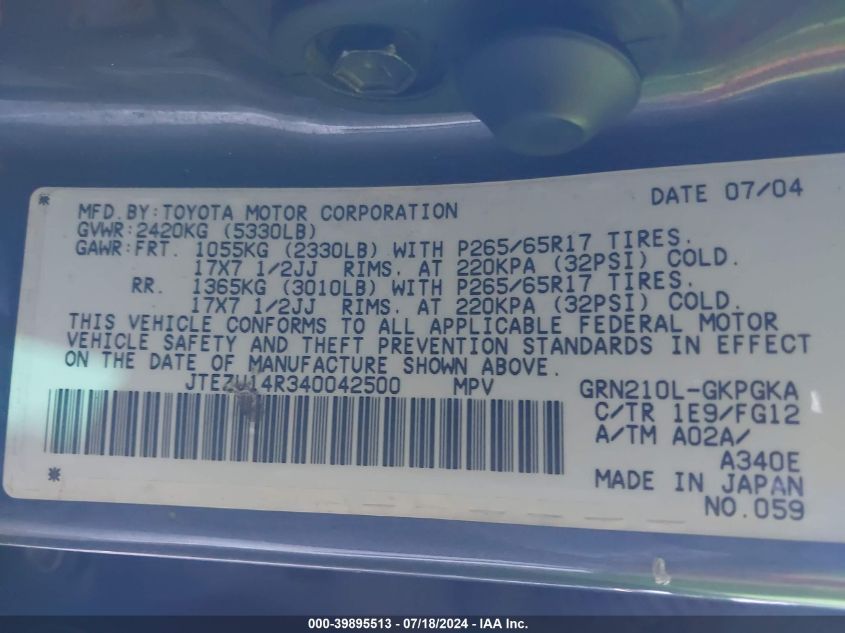 DATE 07/04
MFD.BY:TOYOTA MOTOR CORPORATION
GVWR:2420KG (5330LB)
GAWR:FRT. 1055KG (2330LB) WITH P265/65R17 TIRES.
17X7 1/2JJ RIMS. AT 220KPA (32PSI) COLD.
RR. 1365KG (3010LB) WITH P265/65R17 TIRES.
17X7 1/2JJ RIMS. AT 220KPA (32PSI) COLD.
THIS VEHICLE CONFORMS TO ALL APPLICABLE FEDERAL MOTOR
VEHICLE SAFETY AND THEFT PREVENTION STANDARDS IN EFFECT
ON THE DATE OF MANUFACTURE SHOWN ABOVE.
JTEZU14R340042500 MPV
GRN210L-GKPGKA
C/TR 1E9/FG12
A/TM A02A/
A340E
MADE IN JAPAN
NO.059
000-39895513 - 07/18/2024 - IAA Inc.